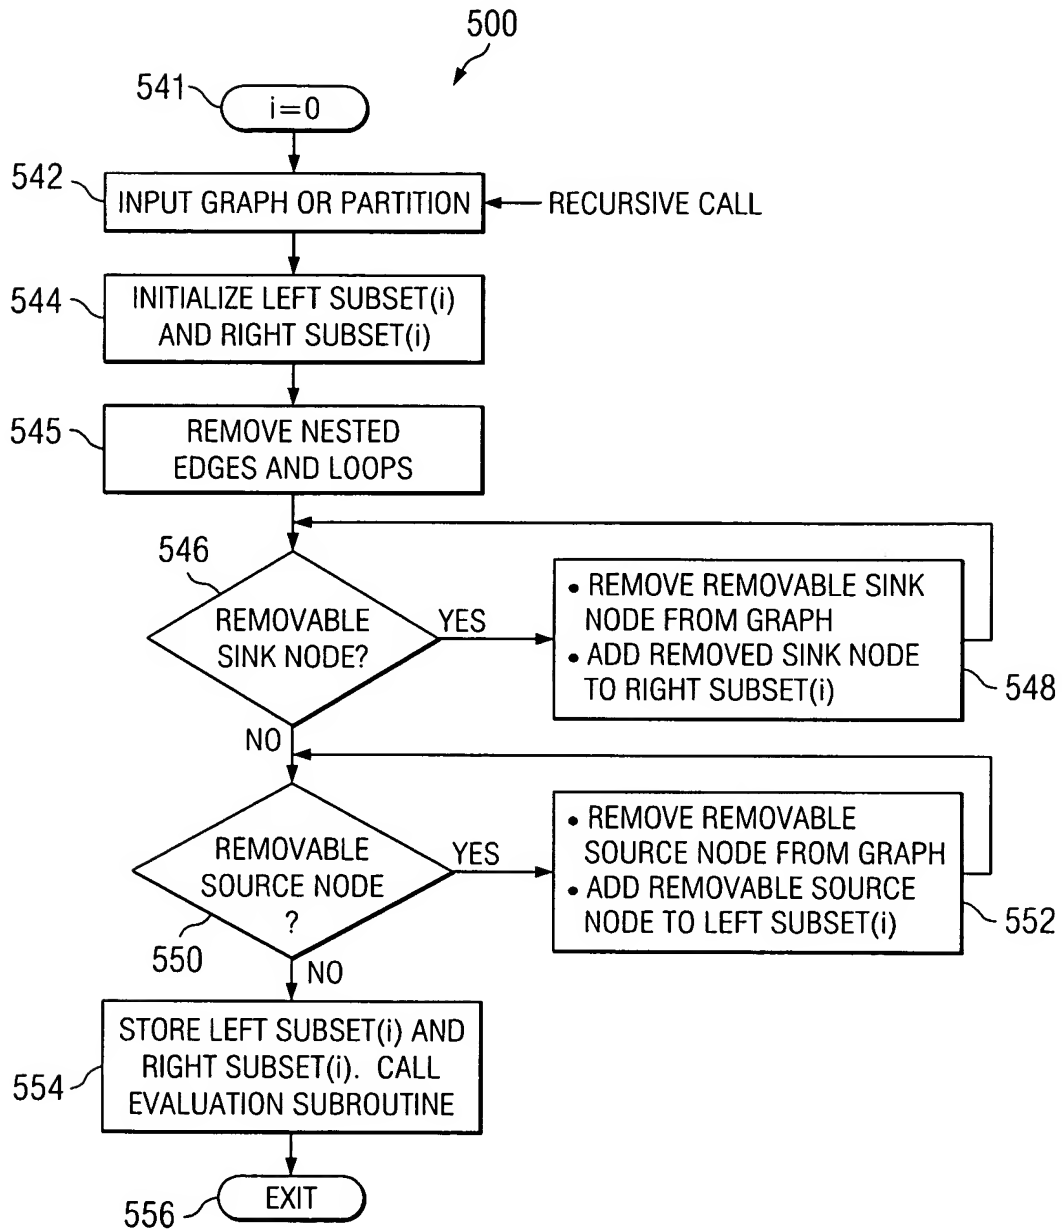 500
541
i=0
542
INPUT GRAPH OR PARTITION
RECURSIVE CALL
544
INITIALIZE LEFT SUBSET(i)
AND RIGHT SUBSET(i)
545
REMOVE NESTED
EDGES AND LOOPS
546
REMOVABLE
SINK NODE?
YES
• REMOVE REMOVABLE SINK
NODE FROM GRAPH
• ADD REMOVED SINK NODE
TO RIGHT SUBSET(i)
548
NO
REMOVABLE
SOURCE NODE
?
550
YES
• REMOVE REMOVABLE
SOURCE NODE FROM GRAPH
• ADD REMOVABLE SOURCE
NODE TO LEFT SUBSET(i)
552
NO
STORE LEFT SUBSET(i) AND
RIGHT SUBSET(i). CALL
EVALUATION SUBROUTINE
554
EXIT
556